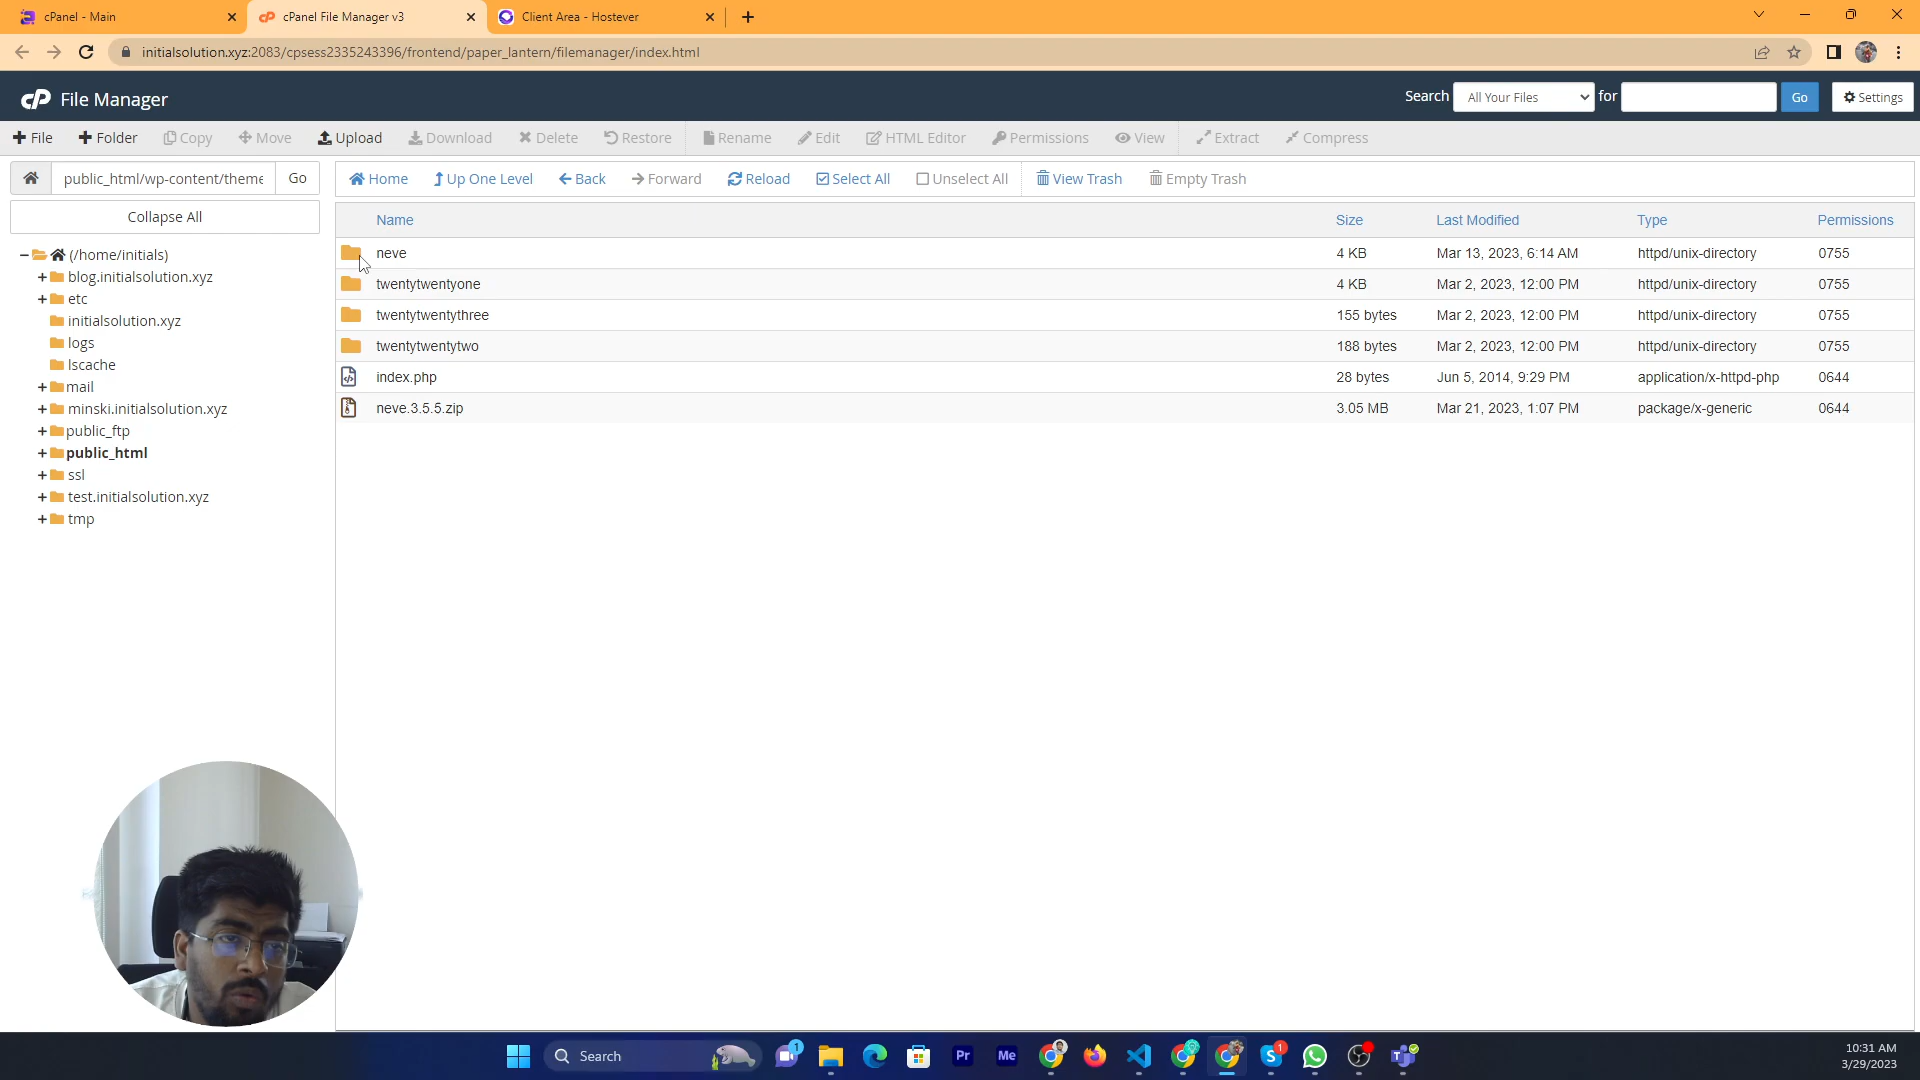 cPanel - Main
cPanel File Manager v3
Client Area - Hostever
initialsolution.xyz:2083/cpsess2335243396/frontend/paper_lantern/filemanager/index.html
cP File Manager
Search All Your Files for Go Settings
File Folder Copy Move Upload Download Delete Restore Rename Edit HTML Editor Permissions View Extract Compress
public_html/wp-content/theme Go Home Up One Level Back Forward Reload Select All Unselect All View Trash Empty Trash
Collapse All
(/home/initials)
blog.initialsolution.xyz
etc
initialsolution.xyz
logs
lscache
mail
minski.initialsolution.xyz
public_ftp
public_html
ssl
test.initialsolution.xyz
tmp
Name Size Last Modified Type Permissions
neve 4 KB Mar 13, 2023, 6:14 AM httpd/unix-directory 0755
twentytwentyone 4 KB Mar 2, 2023, 12:00 PM httpd/unix-directory 0755
twentytwentythree 155 bytes Mar 2, 2023, 12:00 PM httpd/unix-directory 0755
twentytwentytwo 188 bytes Mar 2, 2023, 12:00 PM httpd/unix-directory 0755
index.php 28 bytes Jun 5, 2014, 9:29 PM application/x-httpd-php 0644
neve.3.5.5.zip 3.05 MB Mar 21, 2023, 1:07 PM package/x-generic 0644
Search 1 Pr Me S 1 T
10:31 AM
3/29/2023